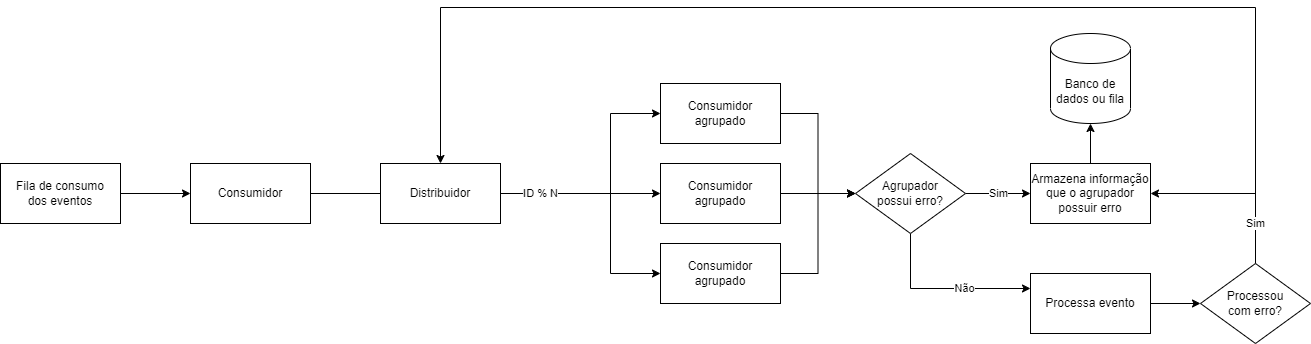 Fila de consumo
dos eventos
Consumidor
Distribuidor
ID % N
Consumidor
agrupado
Consumidor
agrupado
Consumidor
agrupado
Agrupador
possui erro?
Sim
Banco de
dados ou fila
Armazena informação
que o agrupador
possuir erro
Não
Processa evento
Processou
com erro?
Sim